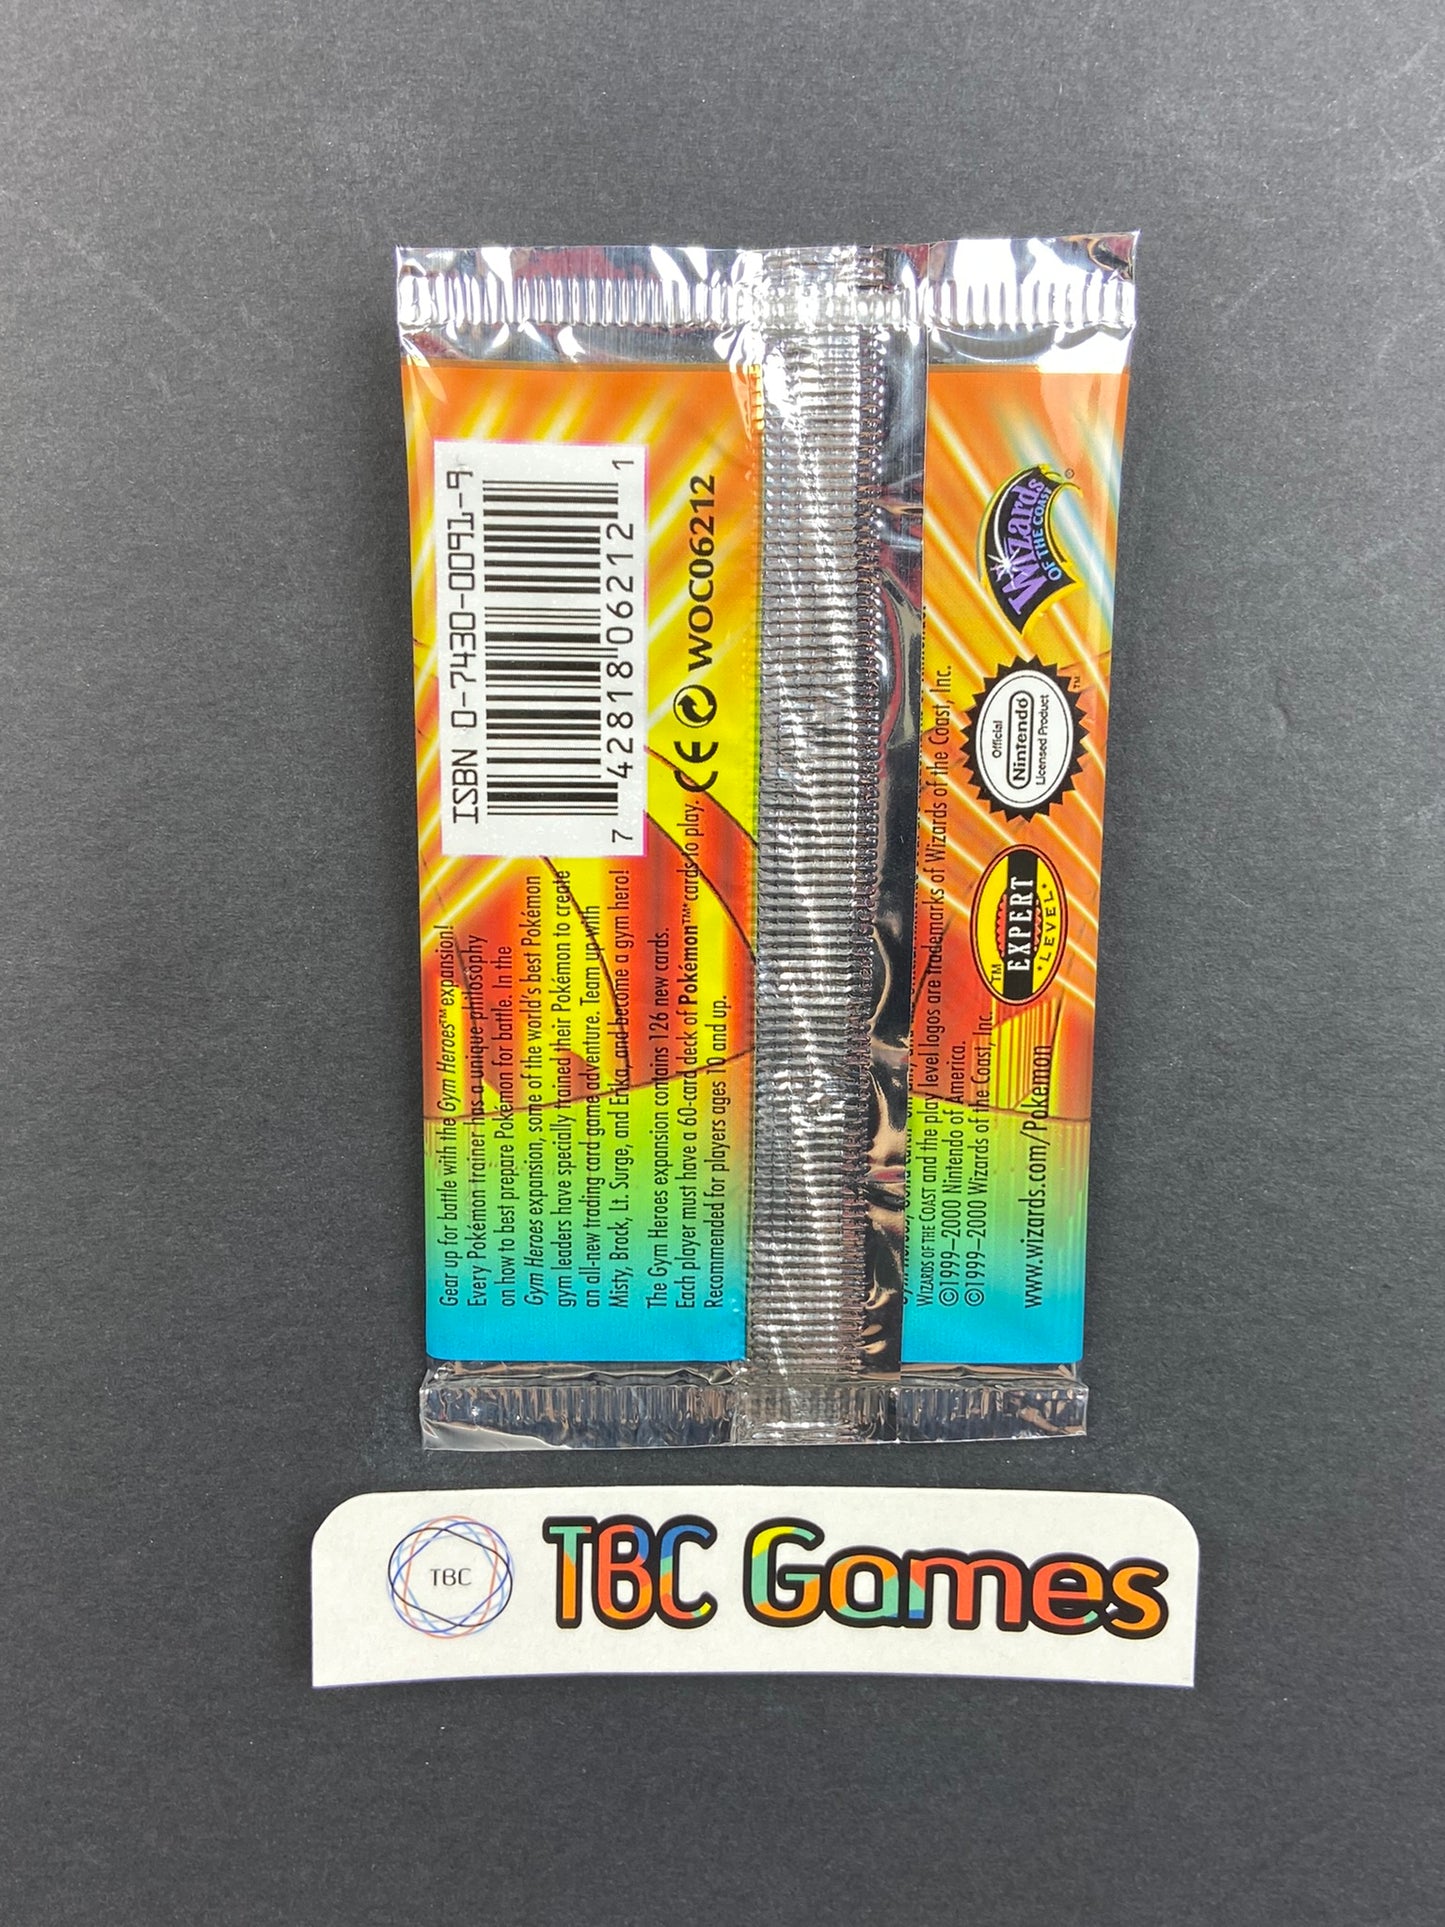 ISBN 0-7430-0091-9
7 42818 06212 1
CE WOC06212
Gear up for battle with the Gym Heroes™ expansion!
Every Pokémon trainer has a unique philosophy
on how to best prepare Pokémon for battle. In the
Gym Heroes expansion, some of the world's best Pokémon
gym leaders have specially trained their Pokémon to create
an all-new trading card game adventure. Team up with
Misty, Brock, Lt. Surge, and Erika, and become a gym hero!
The Gym Heroes expansion contains 126 new cards.
Each player must have a 60-card deck of Pokémon™ cards to play.
Recommended for players ages 10 and up.
WIZARDS OF THE COAST and the play level logos are trademarks of Wizards of the Coast, Inc.
©1999–2000 Nintendo of America.
©1999–2000 Wizards of the Coast, Inc.
www.wizards.com/Pokemon
TM
EXPERT
LEVEL
Official
Nintendo
Licensed Product
TM
Wizards
OF THE COAST
®
TBC
TBC Games